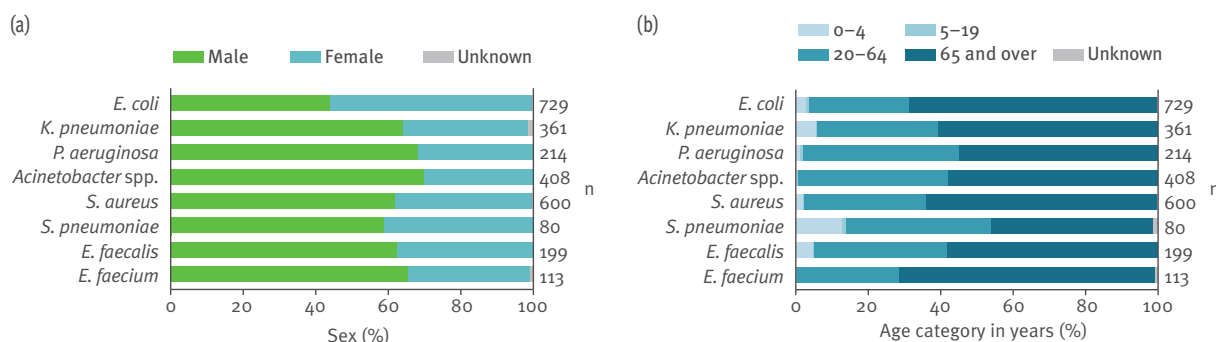 (a)
Male Female Unknown
E. coli 729
K. pneumoniae 361
P. aeruginosa 214
Acinetobacter spp. 408
S. aureus 600
S. pneumoniae 80
E. faecalis 199
E. faecium 113
n
0 20 40 60 80 100
Sex (%)
(b)
0–4 5–19
20–64 65 and over Unknown
E. coli 729
K. pneumoniae 361
P. aeruginosa 214
Acinetobacter spp. 408
S. aureus 600
S. pneumoniae 80
E. faecalis 199
E. faecium 113
0 20 40 60 80 100
Age category in years (%)